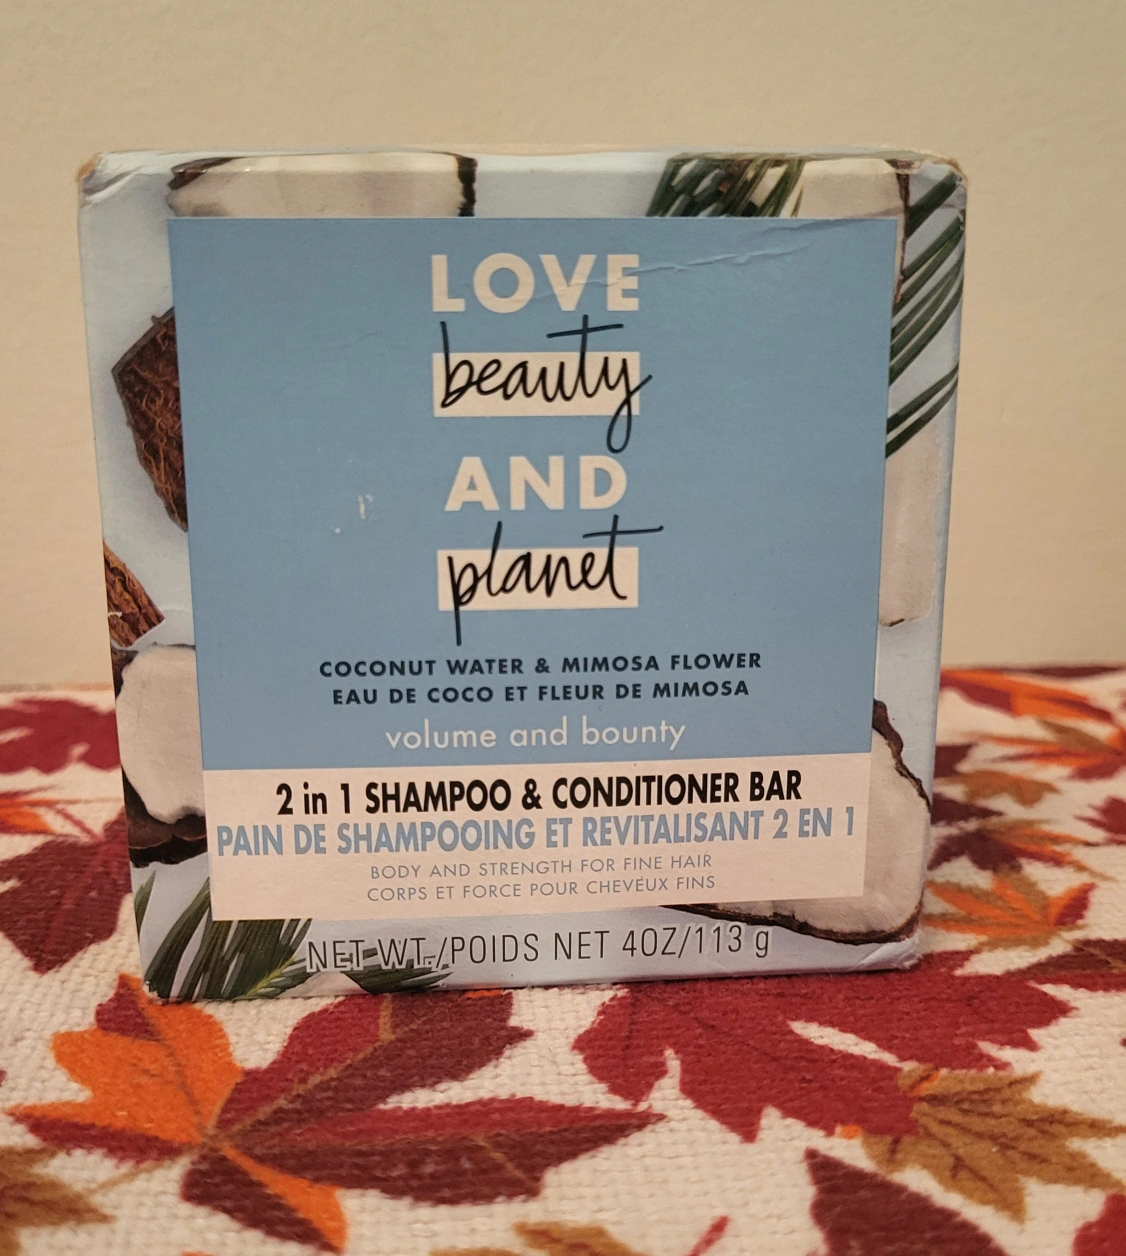 LOVE
beauty
AND
planet
COCONUT WATER & MIMOSA FLOWER
EAU DE COCO ET FLEUR DE MIMOSA
volume and bounty
2 in 1 SHAMPOO & CONDITIONER BAR
PAIN DE SHAMPOOING ET REVITALISANT 2 EN 1
BODY AND STRENGTH FOR FINE HAIR
CORPS ET FORCE POUR CHEVEUX FINS
NET WT./POIDS NET 4OZ/113 g